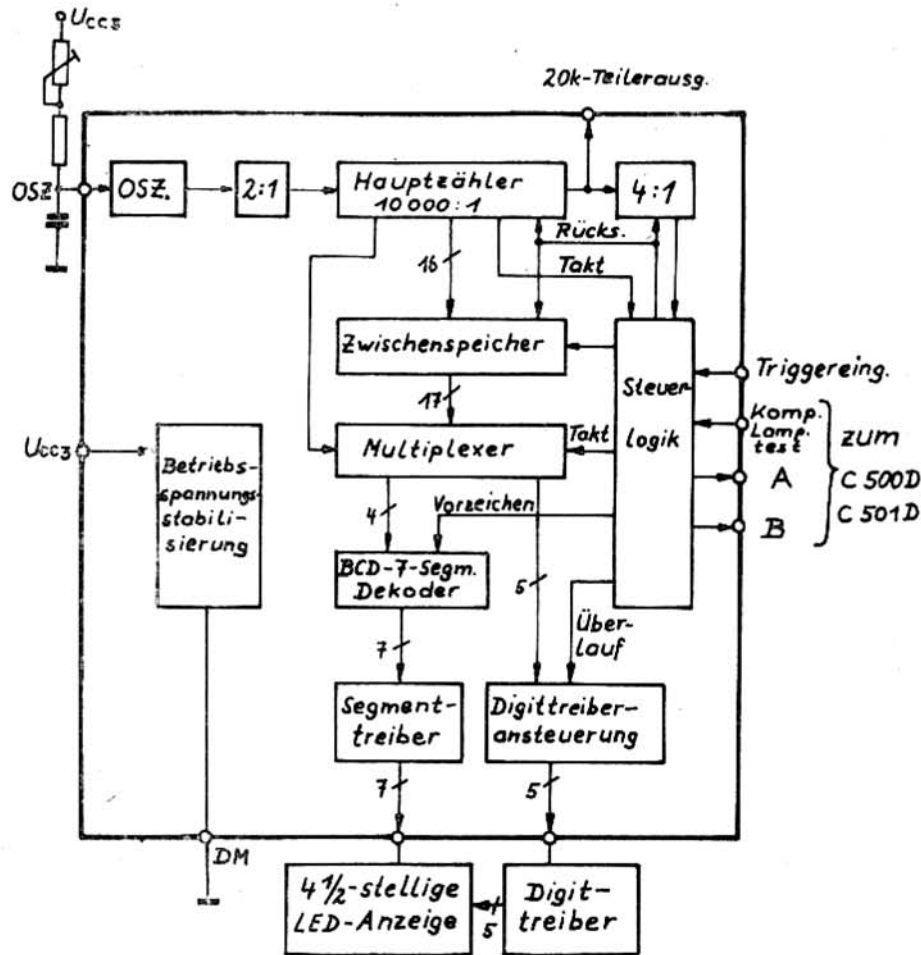 UCC3
20k-Teilerausg.
OSZ
OSZ.
2:1
Hauptzähler
10 000 : 1
4:1
Rücks.
16
Takt
Zwischenspeicher
17
Steuer
logik
Triggereing.
Komp.
Lamp.
test
A
B
zum
C 500D
C 501D
UCC3
Betriebs-
spannungs-
stabili-
sierung
Multiplexer
Takt
4
Vorzeichen
BCD-7-Segm.
Dekoder
5
7
Über-
lauf
Segment-
treiber
Digittreiber-
ansteuerung
7
5
DM
4 1/2-stellige
LED-Anzeige
5
Digit-
treiber